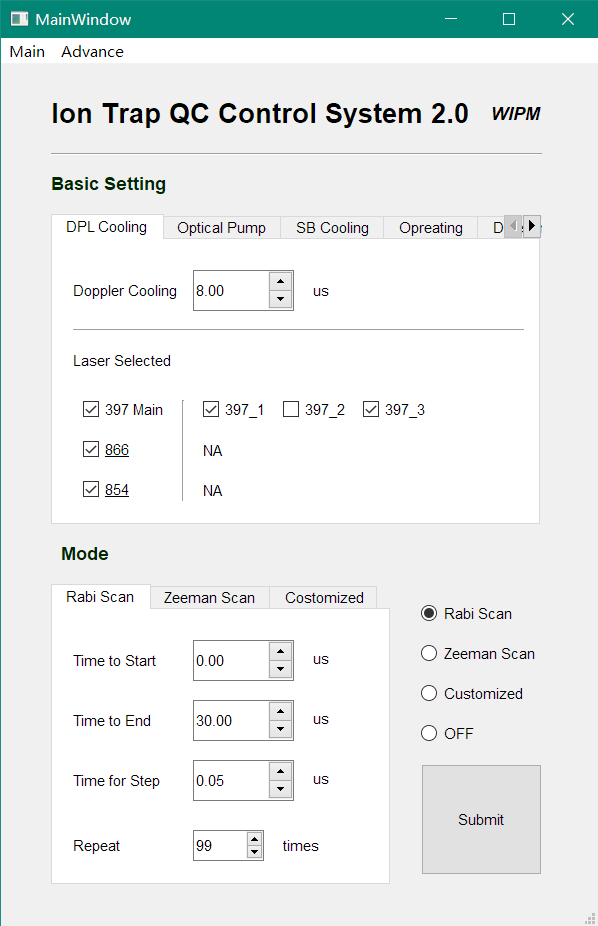 MainWindow
Main Advance
Ion Trap QC Control System 2.0 WIPM
Basic Setting
DPL Cooling Optical Pump SB Cooling Opreating
Doppler Cooling 8.00 us
Laser Selected
397 Main 397_1 397_2 397_3
866 NA
854 NA
Mode
Rabi Scan Zeeman Scan Costomized
Rabi Scan
Zeeman Scan
Customized
OFF
Time to Start 0.00 us
Time to End 30.00 us
Time for Step 0.05 us
Repeat 99 times
Submit